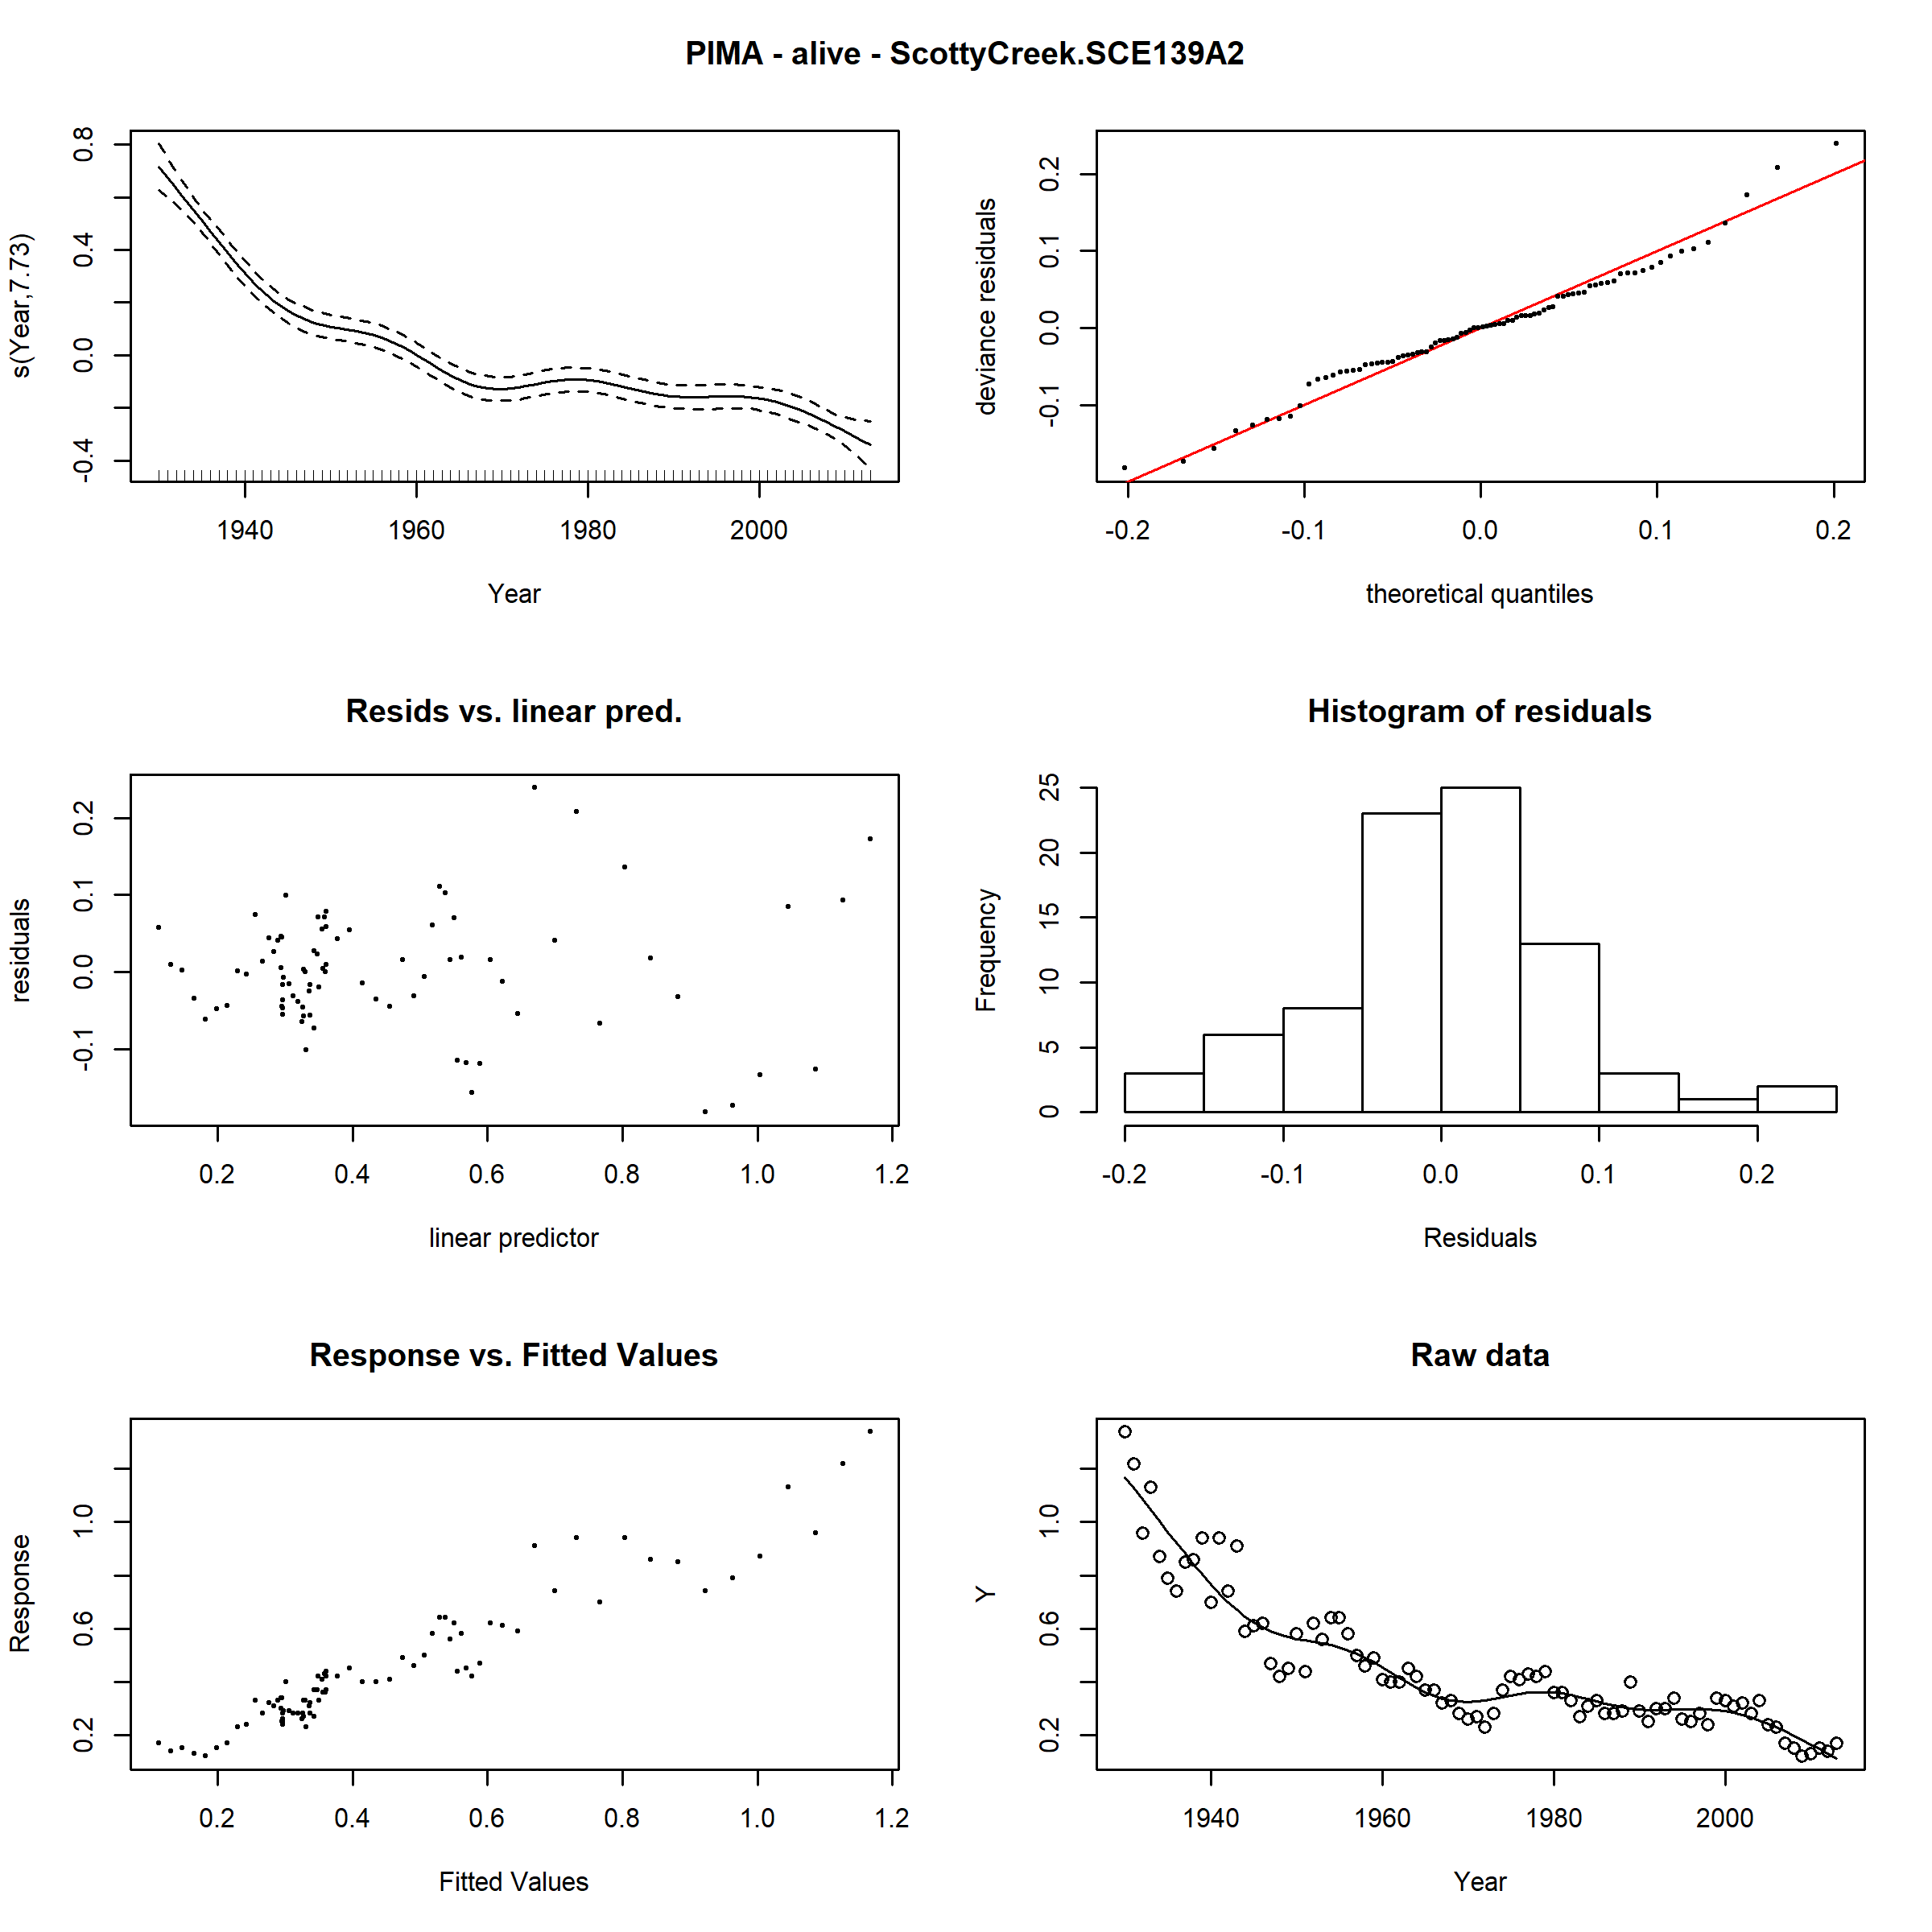 PIMA - alive - ScottyCreek.SCE139A2
s(Year,7.73)
-0.4 0.0 0.4 0.8
1940 1960 1980 2000
Year
deviance residuals
-0.1 0.0 0.1 0.2
-0.2 -0.1 0.0 0.1 0.2
theoretical quantiles
Resids vs. linear pred.
residuals
-0.1 0.0 0.1 0.2
0.2 0.4 0.6 0.8 1.0 1.2
linear predictor
Histogram of residuals
Frequency
0 5 10 15 20 25
-0.2 -0.1 0.0 0.1 0.2
Residuals
Response vs. Fitted Values
Response
0.2 0.6 1.0
0.2 0.4 0.6 0.8 1.0 1.2
Fitted Values
Raw data
Y
0.2 0.6 1.0
1940 1960 1980 2000
Year